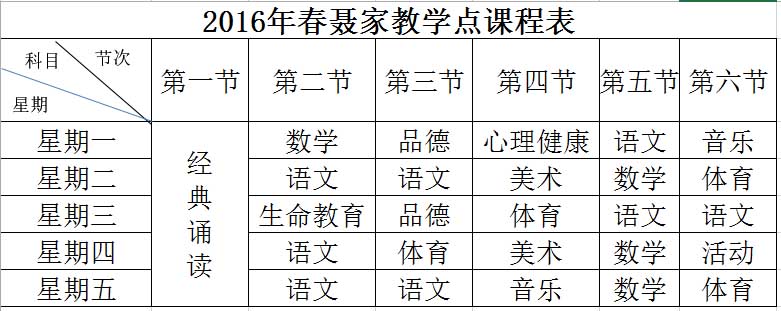 2016年春聂家教学点课程表
科目 节次 星期 第一节 第二节 第三节 第四节 第五节 第六节
星期一 经典诵读 数学 品德 心理健康 语文 音乐
星期二 语文 语文 美术 数学 体育
星期三 生命教育 品德 体育 语文 语文
星期四 语文 体育 美术 数学 活动
星期五 语文 语文 音乐 数学 体育